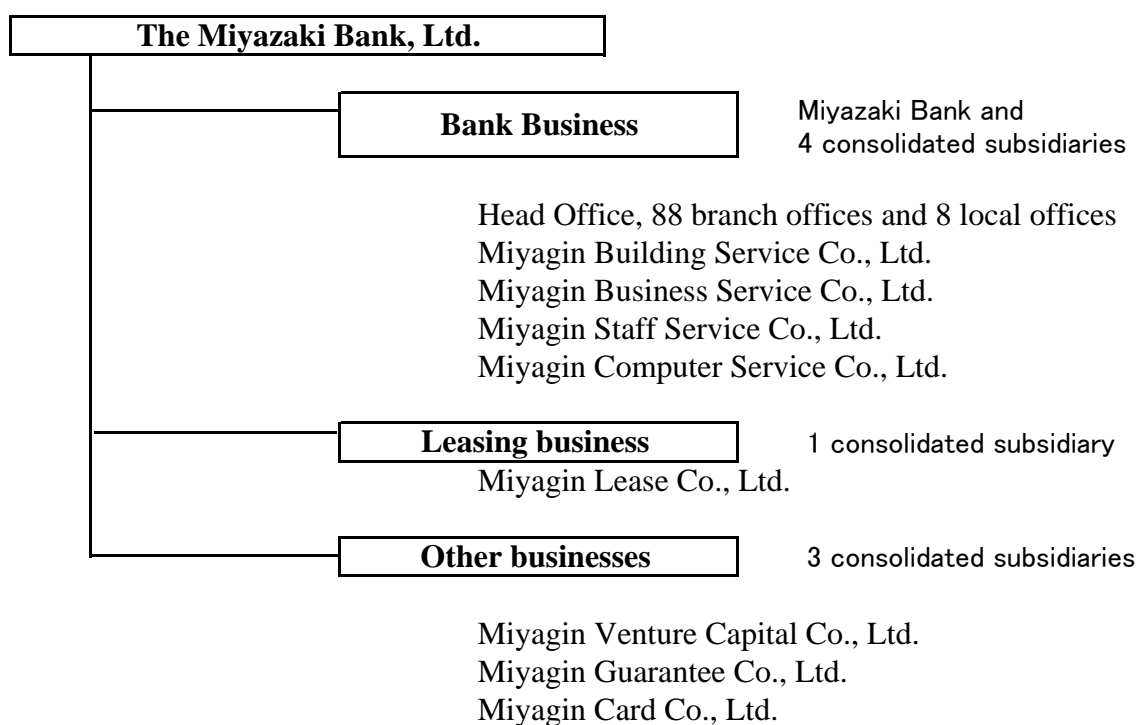 The Miyazaki Bank, Ltd.
Bank Business
Miyazaki Bank and
4 consolidated subsidiaries
Head Office, 88 branch offices and 8 local offices
Miyagin Building Service Co., Ltd.
Miyagin Business Service Co., Ltd.
Miyagin Staff Service Co., Ltd.
Miyagin Computer Service Co., Ltd.
Leasing business
1 consolidated subsidiary
Miyagin Lease Co., Ltd.
Other businesses
3 consolidated subsidiaries
Miyagin Venture Capital Co., Ltd.
Miyagin Guarantee Co., Ltd.
Miyagin Card Co., Ltd.